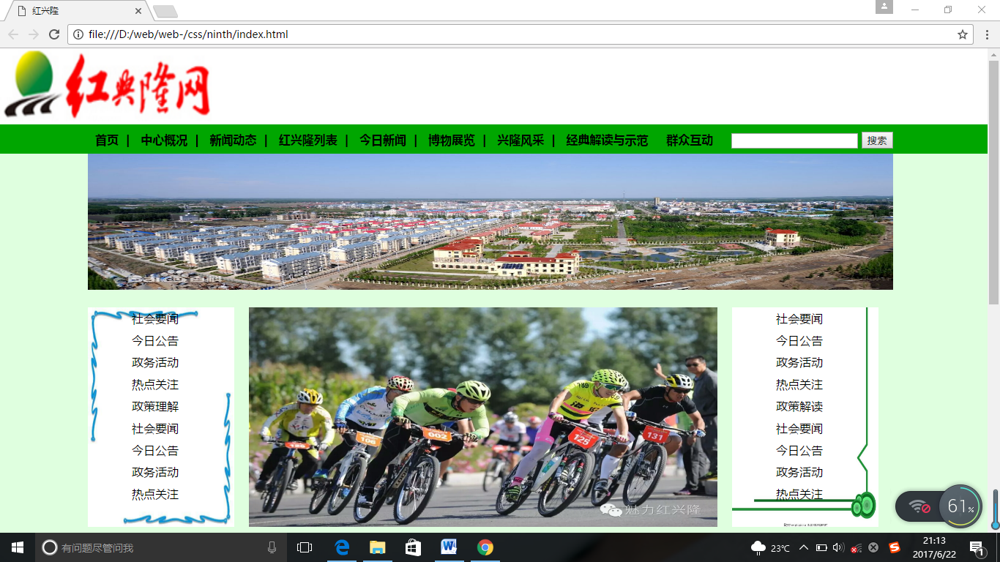 红兴隆
file:///D:/web/web-/css/ninth/index.html
红兴隆网
首页 | 中心概况 | 新闻动态 | 红兴隆列表 | 今日新闻 | 博物展览 | 兴隆风采 | 经典解读与示范 群众互动 搜索
Baidu百科
社会要闻
今日公告
政务活动
热点关注
政策理解
社会要闻
今日公告
政务活动
热点关注
106
002
125
131
169
魅力红兴隆
社会要闻
今日公告
政务活动
热点关注
政策解读
社会要闻
今日公告
政务活动
热点关注
61%
有问题尽管问我
23℃
21:13
2017/6/22
1